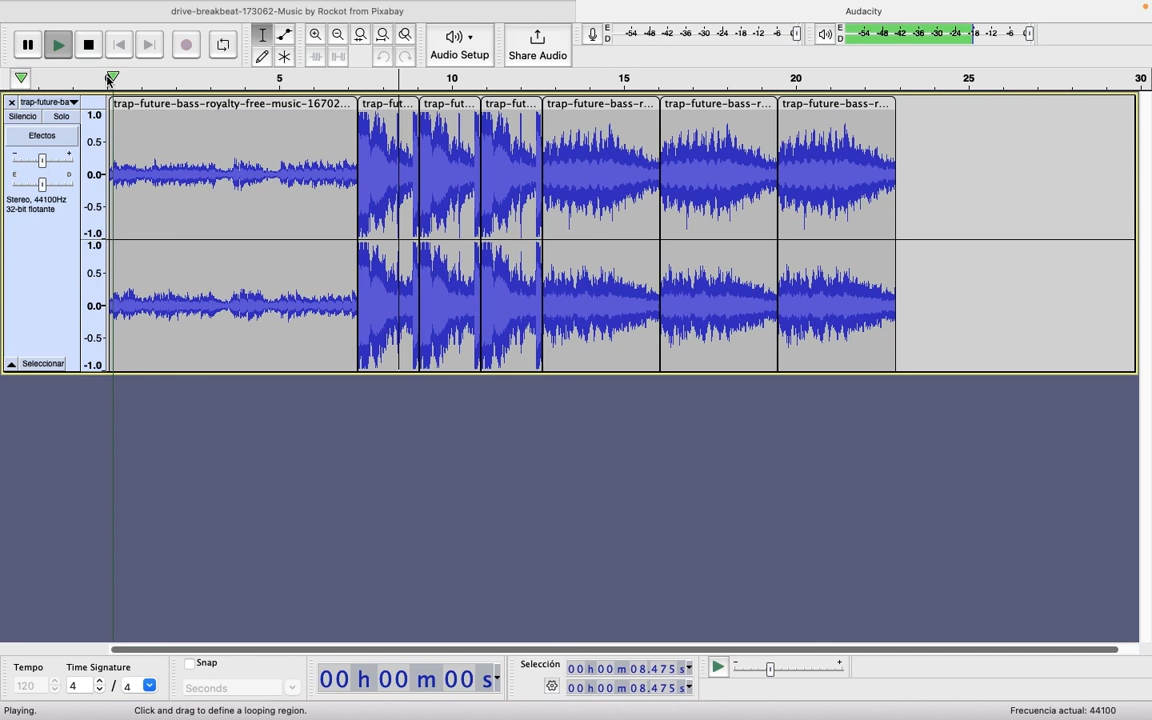 drive-breakbeat-173062-Music by Rockot from Pixabay
Audacity
Audio Setup
Share Audio
E
D
-54 -48 -42 -36 -30 -24 -18 -12 -6
E
D
-54 -48 -42 -36 -30 -24 -18 -12 -6
5 10 15 20 25 30
trap-future-ba
Silencio Solo
Efectos
- +
E D
Stereo, 44100Hz
32-bit flotante
Seleccionar
1.0
0.5
0.0
-0.5
-1.0
1.0
0.5
0.0
-0.5
-1.0
trap-future-bass-royalty-free-music-16702...
trap-fut...
trap-fut...
trap-fut...
trap-future-bass-r...
trap-future-bass-r...
trap-future-bass-r...
Tempo
120
Time Signature
4 / 4
Snap
Seconds
00 h 00 m 00 s
Selección
00 h 00 m 08.475 s
00 h 00 m 08.475 s
- +
Playing.
Click and drag to define a looping region.
Frecuencia actual: 44100